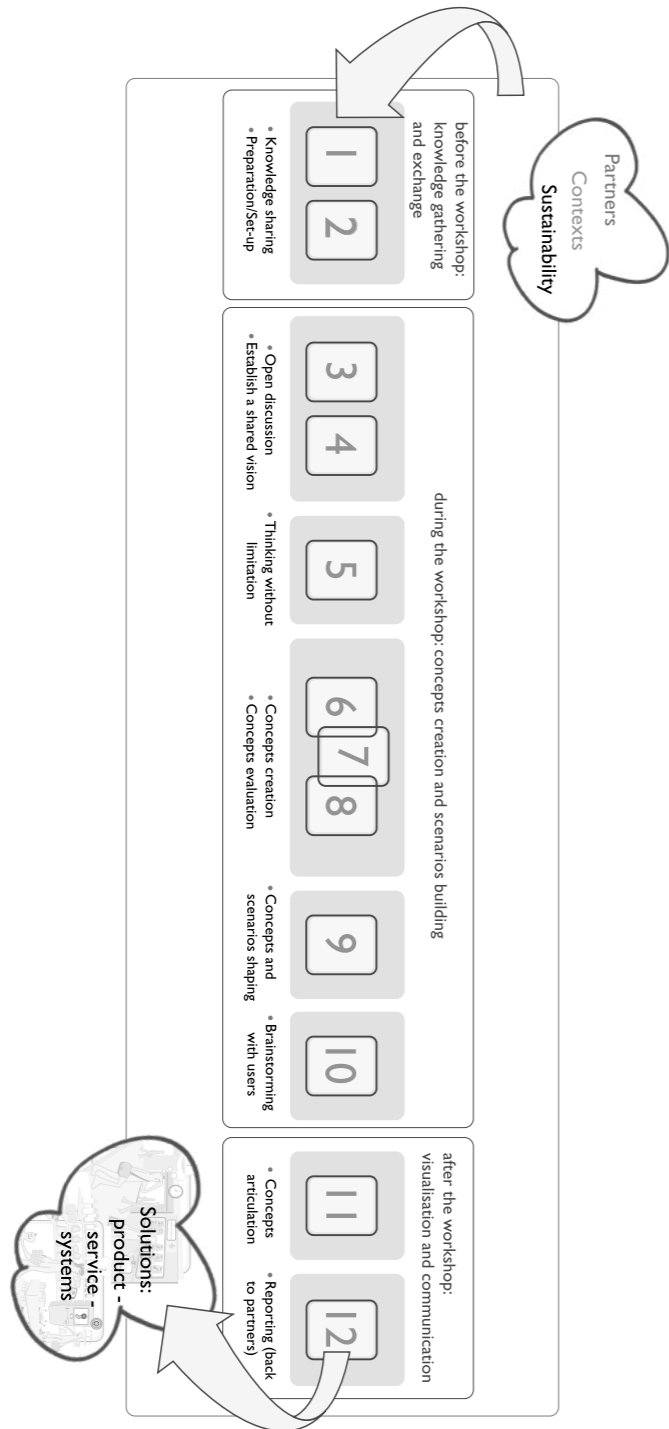 Partners
Contexts
Sustainability
before the workshop:
knowledge gathering
and exchange
1
2
• Knowledge sharing
• Preparation/Set-up
during the workshop: concepts creation and scenarios building
3
4
• Open discussion
• Establish a shared vision
5
• Thinking without
limitation
6
7
8
• Concepts creation
• Concepts evaluation
9
• Concepts and
scenarios shaping
10
• Brainstorming
with users
after the workshop:
visualisation and communication
11
• Concepts
articulation
12
• Reporting (back
to partners)
Solutions:
product -
service -
systems